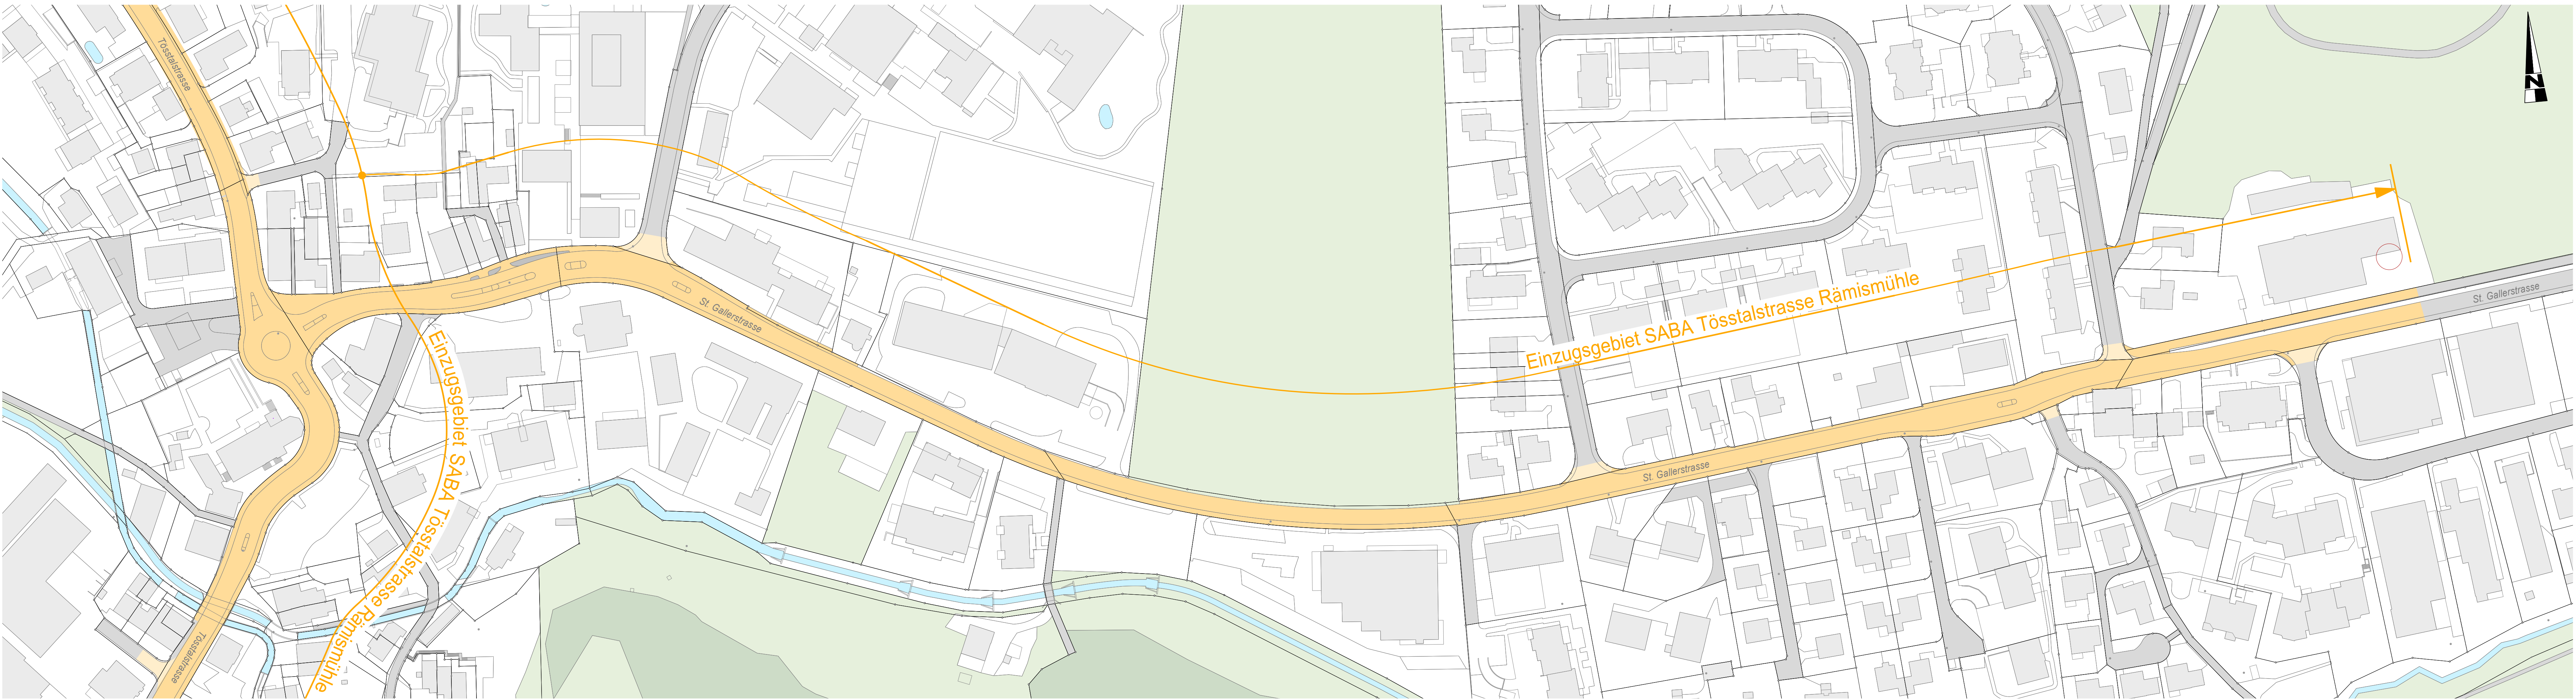 Tösstalstrasse
N
St. Gallerstrasse
St. Gallerstrasse
Einzugsgebiet SABA Tösstalstrasse Rämismühle
Einzugsgebiet SABA Tösstalstrasse Rämismühle
St. Gallerstrasse
Tösstalstrasse